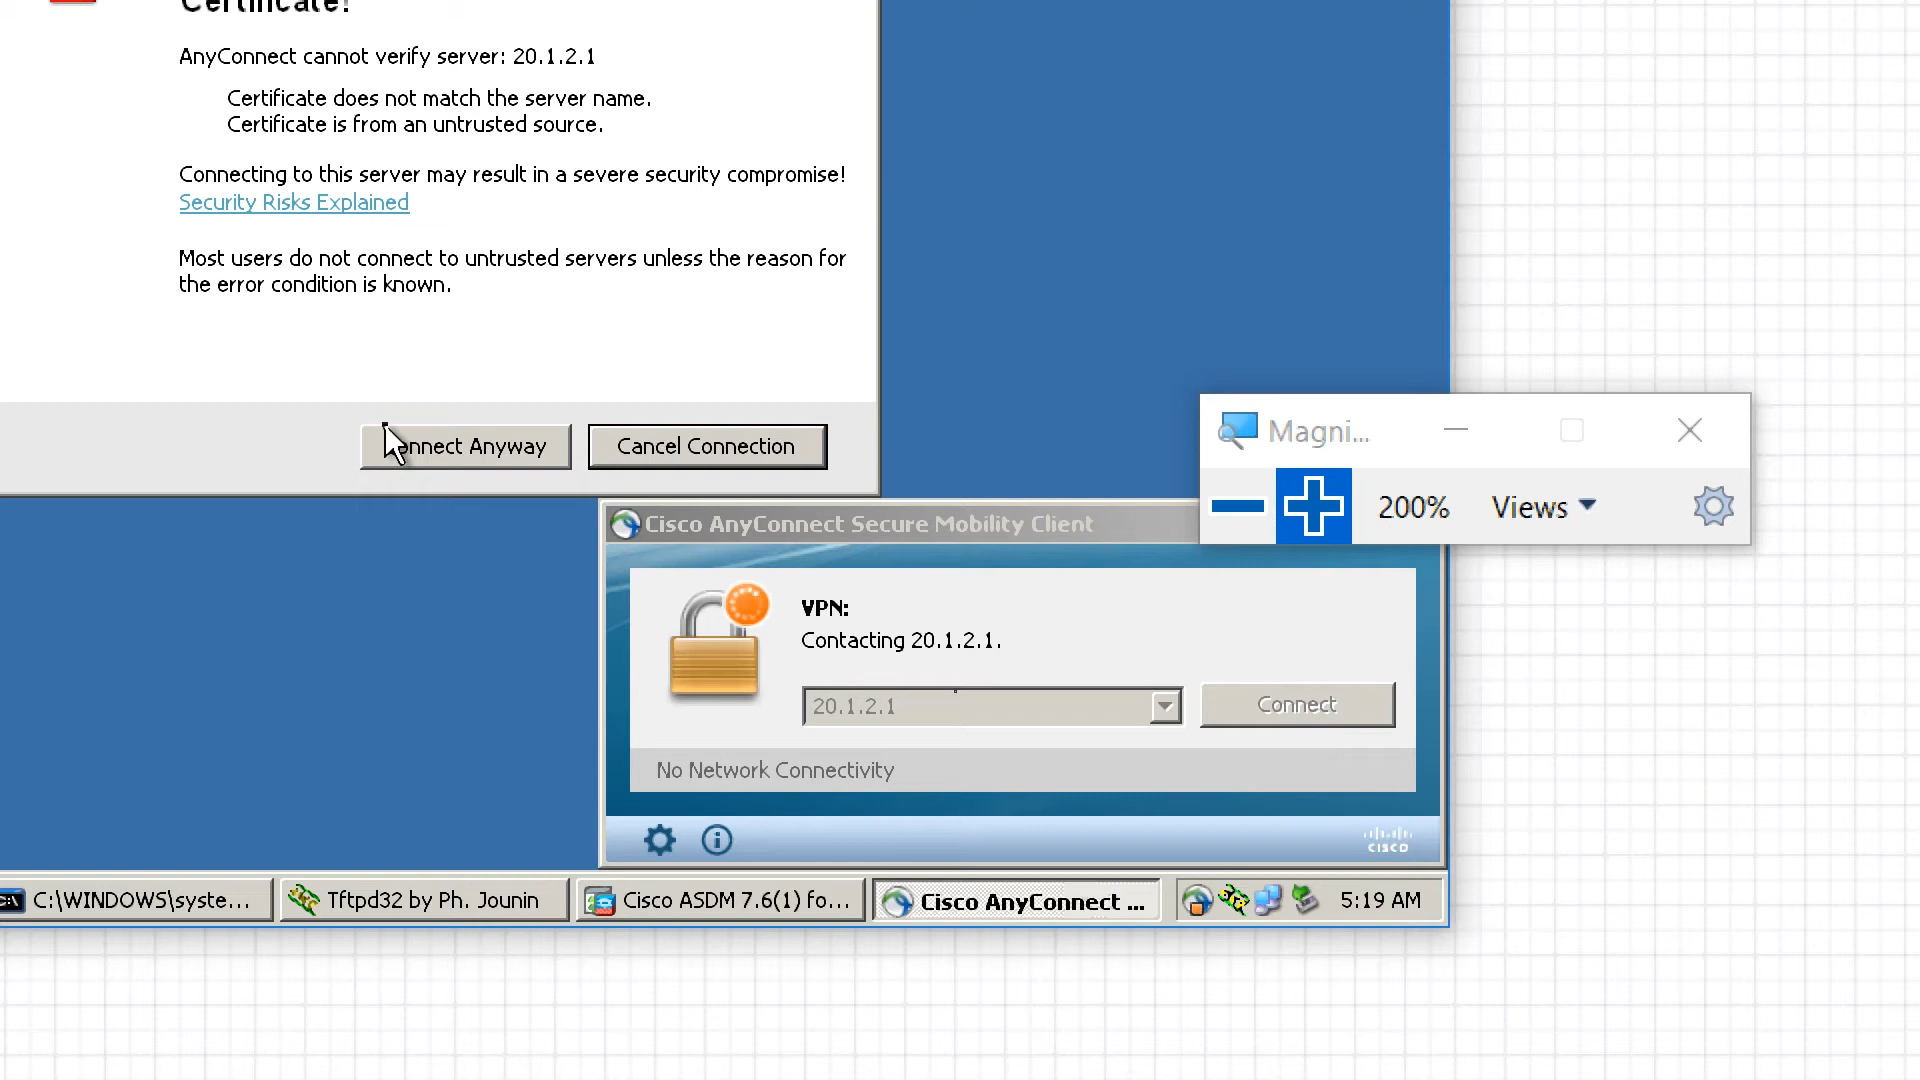 Certificate!
AnyConnect cannot verify server: 20.1.2.1
Certificate does not match the server name.
Certificate is from an untrusted source.
Connecting to this server may result in a severe security compromise!
Security Risks Explained
Most users do not connect to untrusted servers unless the reason for
the error condition is known.
onnect Anyway
Cancel Connection
Magni...
200%
Views
Cisco AnyConnect Secure Mobility Client
VPN:
Contacting 20.1.2.1.
20.1.2.1
Connect
No Network Connectivity
CISCO
C:\WINDOWS\syste...
Tftpd32 by Ph. Jounin
Cisco ASDM 7.6(1) fo...
Cisco AnyConnect ...
5:19 AM